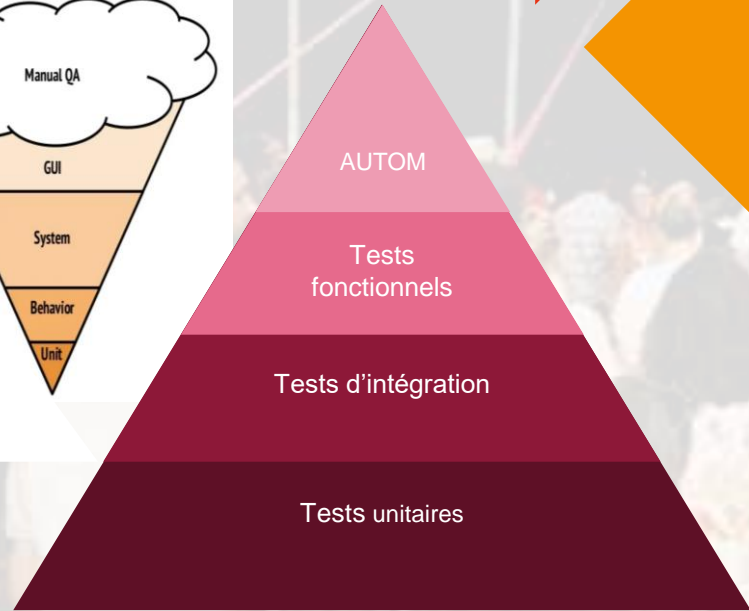 Manual QA
GUI
System
Behavior
Unit
AUTOM
Tests
fonctionnels
Tests d’intégration
Tests unitaires